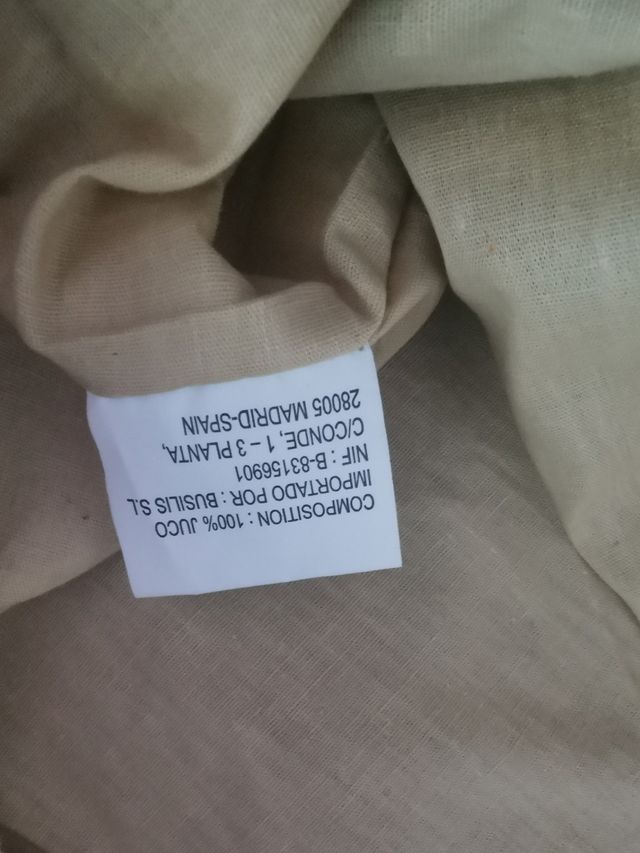 COMPOSITION : 100% JUCO
IMPORTADO POR : BUSILIS S.L
NIF : B-83156901
C/CONDE, 1 – 3 PLANTA,
28005 MADRID-SPAIN